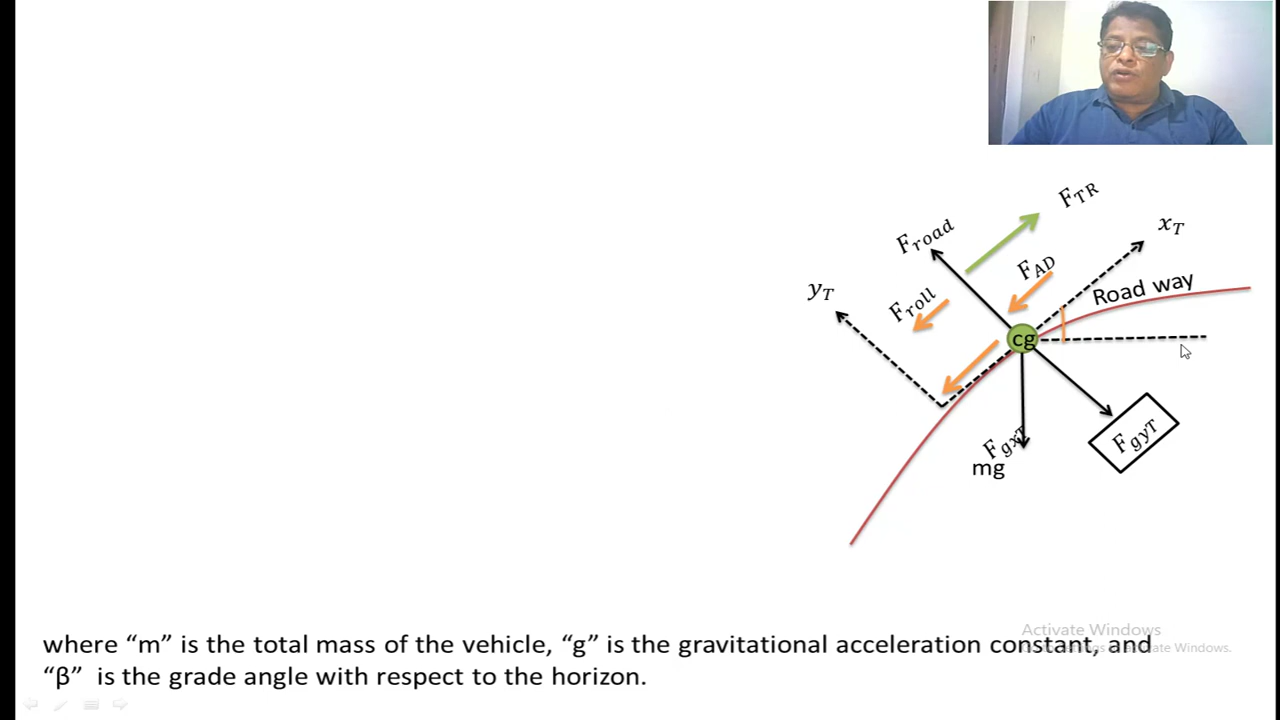 F_TR
x_T
F_road
F_AD
Road way
y_T
F_roll
cg
F_gyT
F_gxT
mg
Activate Windows
where “m” is the total mass of the vehicle, “g” is the gravitational acceleration constant, and
“β” is the grade angle with respect to the horizon.